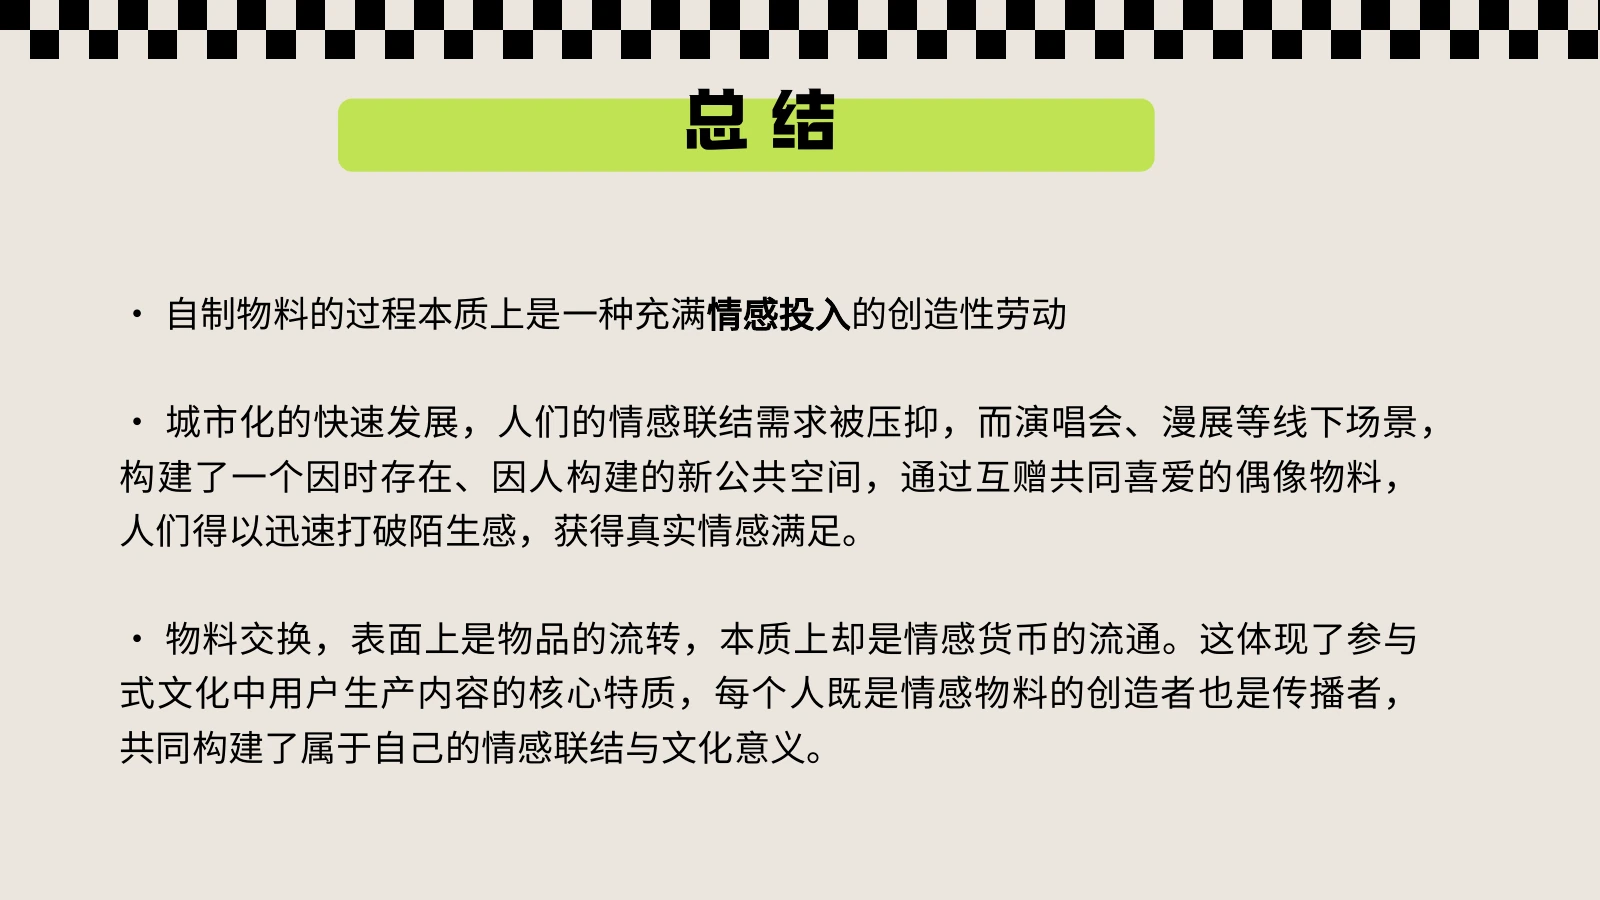 总 结
• 自制物料的过程本质上是一种充满情感投入的创造性劳动
• 城市化的快速发展，人们的情感联结需求被压抑，而演唱会、漫展等线下场景，
构建了一个因时存在、因人构建的新公共空间，通过互赠共同喜爱的偶像物料，
人们得以迅速打破陌生感，获得真实情感满足。
• 物料交换，表面上是物品的流转，本质上却是情感货币的流通。这体现了参与
式文化中用户生产内容的核心特质，每个人既是情感物料的创造者也是传播者，
共同构建了属于自己的情感联结与文化意义。